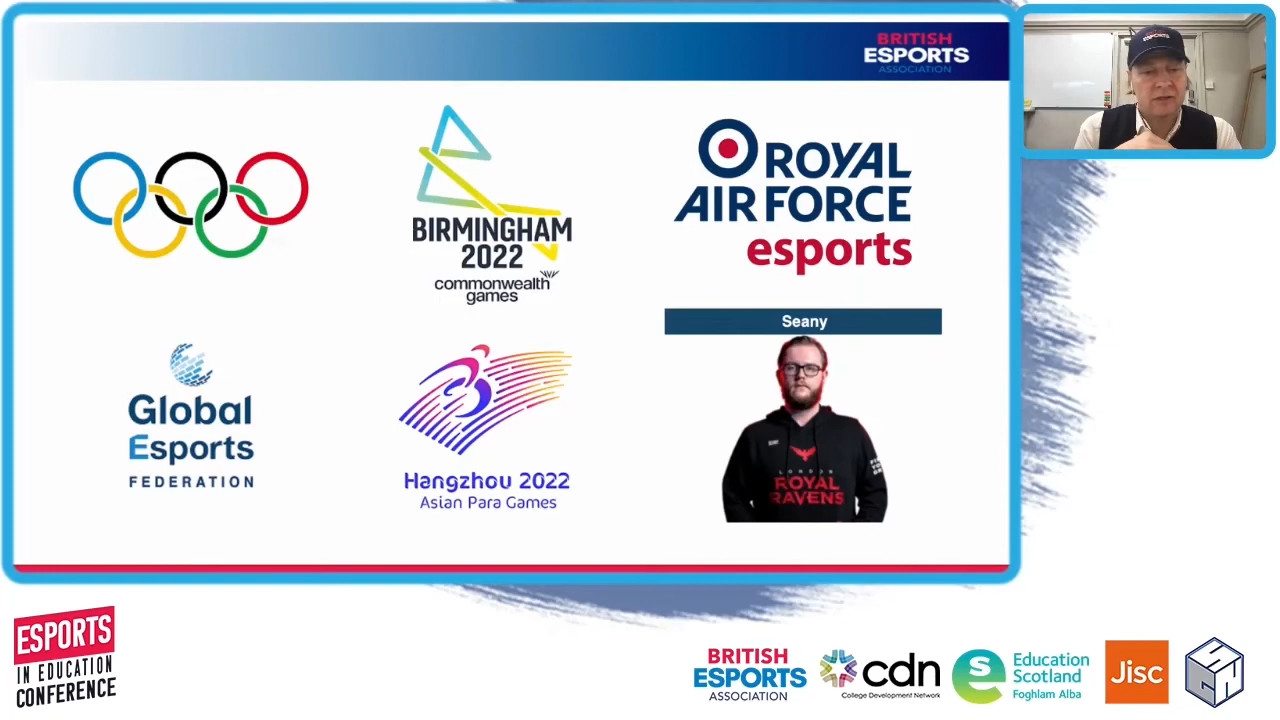 BRITISH
ESPORTS
ASSOCIATION
ESPORTS
BIRMINGHAM
2022
commonwealth
games
ROYAL
AIR FORCE
esports
Seany
Global
Esports
FEDERATION
Hangzhou 2022
Asian Para Games
LONDON
ROYAL
RAVENS
ESPORTS
IN EDUCATION
CONFERENCE
BRITISH
ESPORTS
ASSOCIATION
cdn
College Development Network
Education
Scotland
Foghlam Alba
Jisc